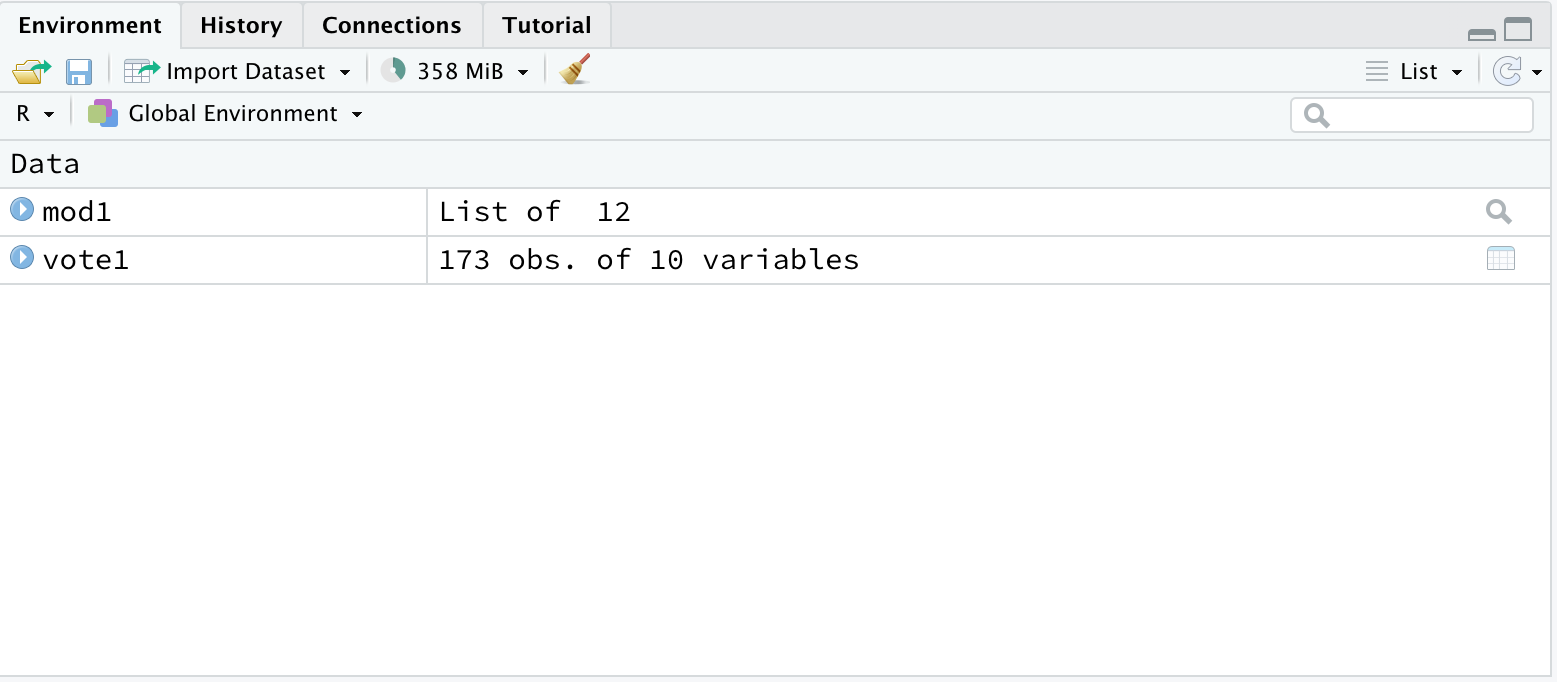 Environment History Connections Tutorial
Import Dataset 358 MiB List
R Global Environment
Data
mod1 List of  12
vote1 173 obs. of 10 variables